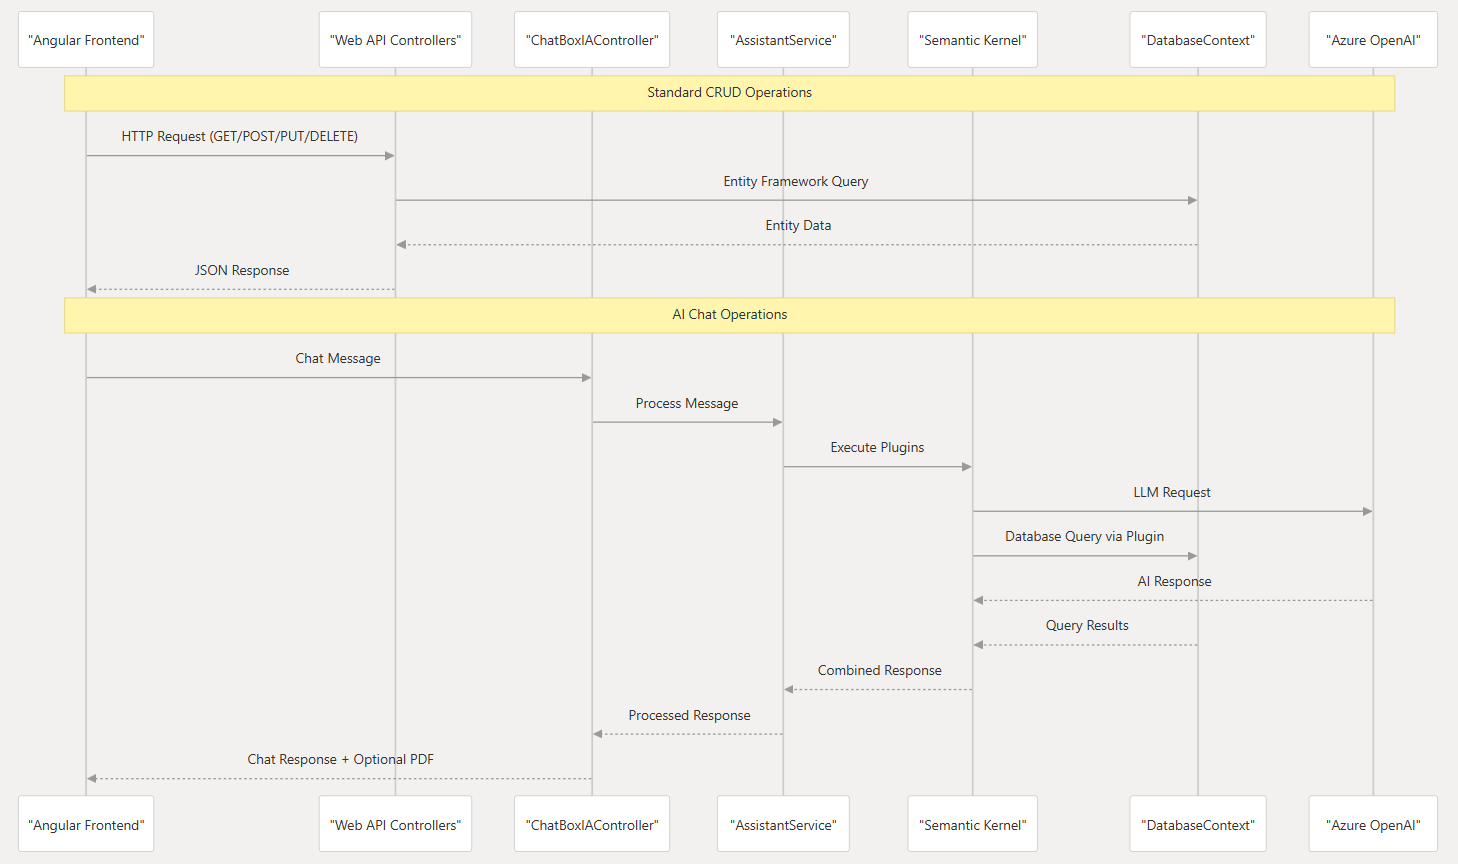 "Angular Frontend"
"Web API Controllers"
"ChatBoxIAController"
"AssistantService"
"Semantic Kernel"
"DatabaseContext"
"Azure OpenAI"
Standard CRUD Operations
HTTP Request (GET/POST/PUT/DELETE)
Entity Framework Query
Entity Data
JSON Response
AI Chat Operations
Chat Message
Process Message
Execute Plugins
LLM Request
Database Query via Plugin
AI Response
Query Results
Combined Response
Processed Response
Chat Response + Optional PDF
"Angular Frontend"
"Web API Controllers"
"ChatBoxIAController"
"AssistantService"
"Semantic Kernel"
"DatabaseContext"
"Azure OpenAI"